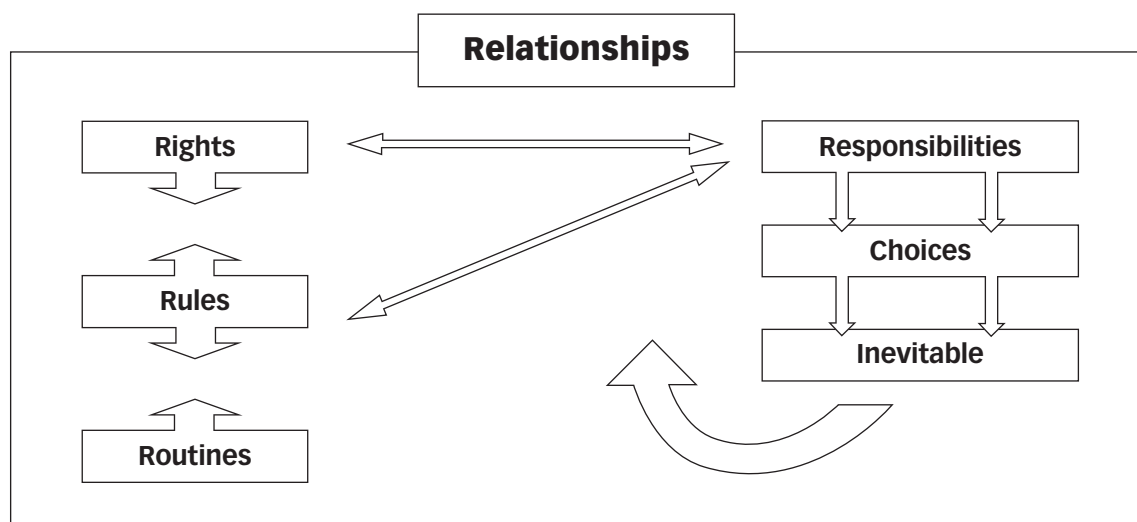 Relationships
Rights
Rules
Routines
Responsibilities
Choices
Inevitable